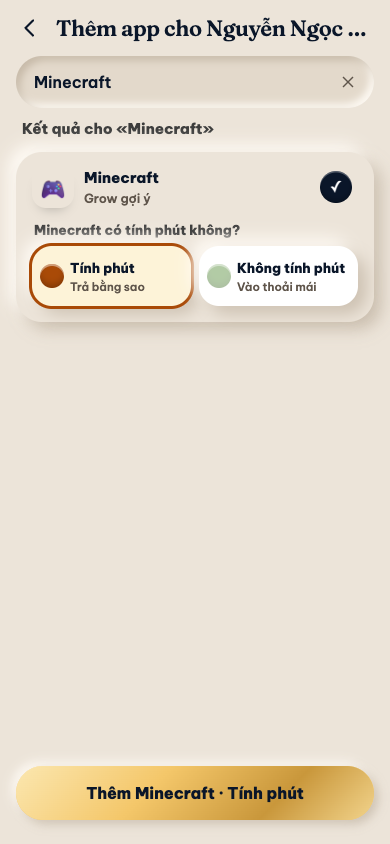 Thêm app cho Nguyễn Ngọc ...
Minecraft
Kết quả cho «Minecraft»
Minecraft
Grow gợi ý
Minecraft có tính phút không?
Tính phút
Trả bằng sao
Không tính phút
Vào thoải mái
Thêm Minecraft · Tính phút